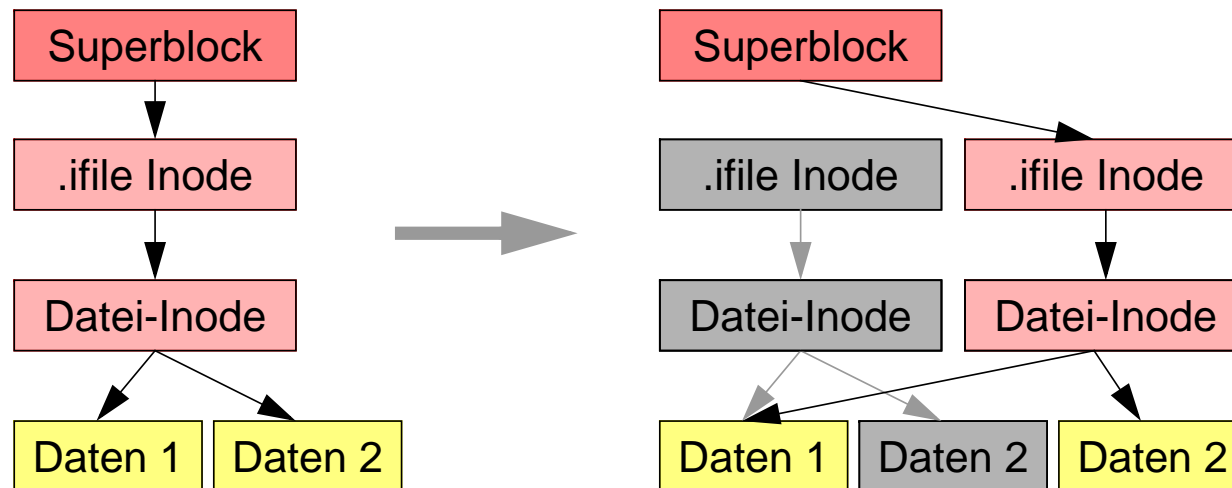 Superblock
.ifile Inode
Datei-Inode
Daten 1
Daten 2
Superblock
.ifile Inode
.ifile Inode
Datei-Inode
Datei-Inode
Daten 1
Daten 2
Daten 2